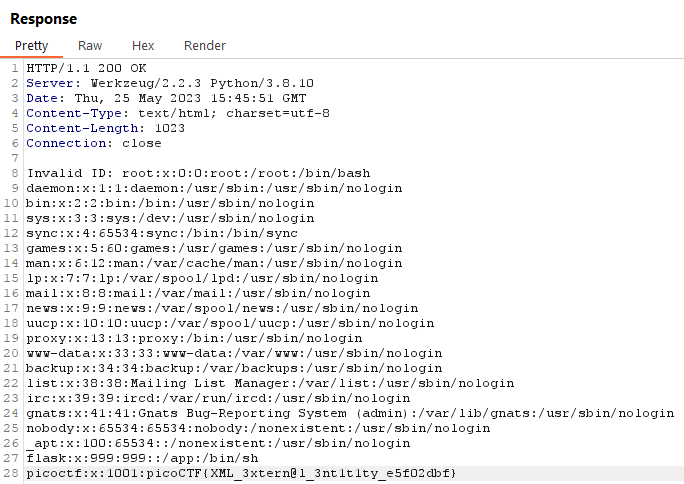 Response
Pretty Raw Hex Render
1 HTTP/1.1 200 OK
2 Server: Werkzeug/2.2.3 Python/3.8.10
3 Date: Thu, 25 May 2023 15:45:51 GMT
4 Content-Type: text/html; charset=utf-8
5 Content-Length: 1023
6 Connection: close
7
8 Invalid ID: root:x:0:0:root:/root:/bin/bash
9 daemon:x:1:1:daemon:/usr/sbin:/usr/sbin/nologin
10 bin:x:2:2:bin:/bin:/usr/sbin/nologin
11 sys:x:3:3:sys:/dev:/usr/sbin/nologin
12 sync:x:4:65534:sync:/bin:/bin/sync
13 games:x:5:60:games:/usr/games:/usr/sbin/nologin
14 man:x:6:12:man:/var/cache/man:/usr/sbin/nologin
15 lp:x:7:7:lp:/var/spool/lpd:/usr/sbin/nologin
16 mail:x:8:8:mail:/var/mail:/usr/sbin/nologin
17 news:x:9:9:news:/var/spool/news:/usr/sbin/nologin
18 uucp:x:10:10:uucp:/var/spool/uucp:/usr/sbin/nologin
19 proxy:x:13:13:proxy:/bin:/usr/sbin/nologin
20 www-data:x:33:33:www-data:/var/www:/usr/sbin/nologin
21 backup:x:34:34:backup:/var/backups:/usr/sbin/nologin
22 list:x:38:38:Mailing List Manager:/var/list:/usr/sbin/nologin
23 irc:x:39:39:ircd:/var/run/ircd:/usr/sbin/nologin
24 gnats:x:41:41:Gnats Bug-Reporting System (admin):/var/lib/gnats:/usr/sbin/nologin
25 nobody:x:65534:65534:nobody:/nonexistent:/usr/sbin/nologin
26 _apt:x:100:65534::/nonexistent:/usr/sbin/nologin
27 flask:x:999:999::/app:/bin/sh
28 picoctf:x:1001:picoCTF{XML_3xtern@l_3nt1t1ty_e5f02dbf}